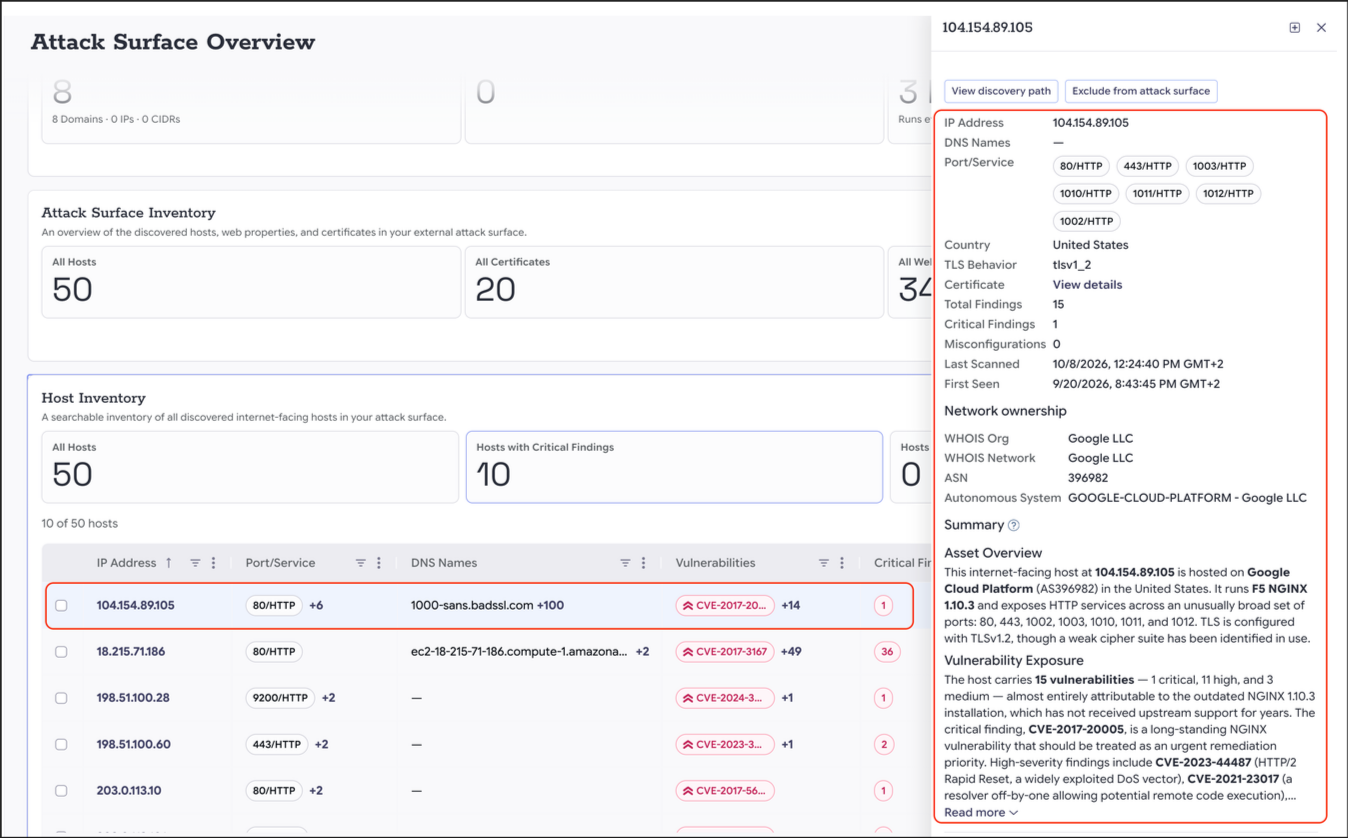 Attack Surface Overview
8
8 Domains · 0 IPs · 0 CIDRs
0
3
Runs
Attack Surface Inventory
An overview of the discovered hosts, web properties, and certificates in your external attack surface.
All Hosts
50
All Certificates
20
All Wel
34
Host Inventory
A searchable inventory of all discovered internet-facing hosts in your attack surface.
All Hosts
50
Hosts with Critical Findings
10
Hosts
0
10 of 50 hosts
IP Address ↑ Port/Service DNS Names Vulnerabilities Critical Fin
104.154.89.105 80/HTTP +6 1000-sans.badssl.com +100 CVE-2017-20... +14 1
18.215.71.186 80/HTTP ec2-18-215-71-186.compute-1.amazona... +2 CVE-2017-3167 +49 36
198.51.100.28 9200/HTTP +2 — CVE-2024-3... +1 1
198.51.100.60 443/HTTP +2 — CVE-2023-3... +1 2
203.0.113.10 80/HTTP +2 — CVE-2017-56... 1
104.154.89.105
View discovery path
Exclude from attack surface
IP Address 104.154.89.105
DNS Names —
Port/Service 80/HTTP 443/HTTP 1003/HTTP
1010/HTTP 1011/HTTP 1012/HTTP
1002/HTTP
Country United States
TLS Behavior tlsv1_2
Certificate View details
Total Findings 15
Critical Findings 1
Misconfigurations 0
Last Scanned 10/8/2026, 12:24:40 PM GMT+2
First Seen 9/20/2026, 8:43:45 PM GMT+2
Network ownership
WHOIS Org Google LLC
WHOIS Network Google LLC
ASN 396982
Autonomous System GOOGLE-CLOUD-PLATFORM - Google LLC
Summary ?
Asset Overview
This internet-facing host at 104.154.89.105 is hosted on Google
Cloud Platform (AS396982) in the United States. It runs F5 NGINX
1.10.3 and exposes HTTP services across an unusually broad set of
ports: 80, 443, 1002, 1003, 1010, 1011, and 1012. TLS is configured
with TLSv1.2, though a weak cipher suite has been identified in use.
Vulnerability Exposure
The host carries 15 vulnerabilities — 1 critical, 11 high, and 3
medium — almost entirely attributable to the outdated NGINX 1.10.3
installation, which has not received upstream support for years. The
critical finding, CVE-2017-20005, is a long-standing NGINX
vulnerability that should be treated as an urgent remediation
priority. High-severity findings include CVE-2023-44487 (HTTP/2
Rapid Reset, a widely exploited DoS vector), CVE-2021-23017 (a
resolver off-by-one allowing potential remote code execution),...
Read more